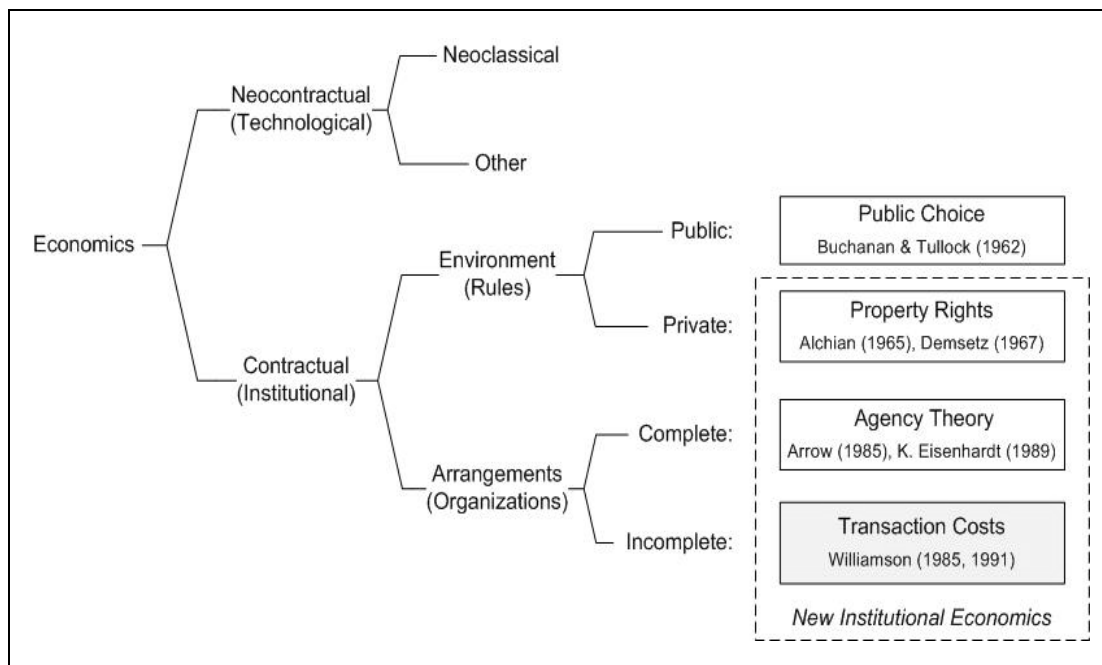 Neoclassical
Neocontractual
(Technological)
Other
Economics
Public:
Public Choice
Buchanan & Tullock (1962)
Environment
(Rules)
Private:
Property Rights
Alchian (1965), Demsetz (1967)
Contractual
(Institutional)
Complete:
Agency Theory
Arrow (1985), K. Eisenhardt (1989)
Arrangements
(Organizations)
Incomplete:
Transaction Costs
Williamson (1985, 1991)
New Institutional Economics